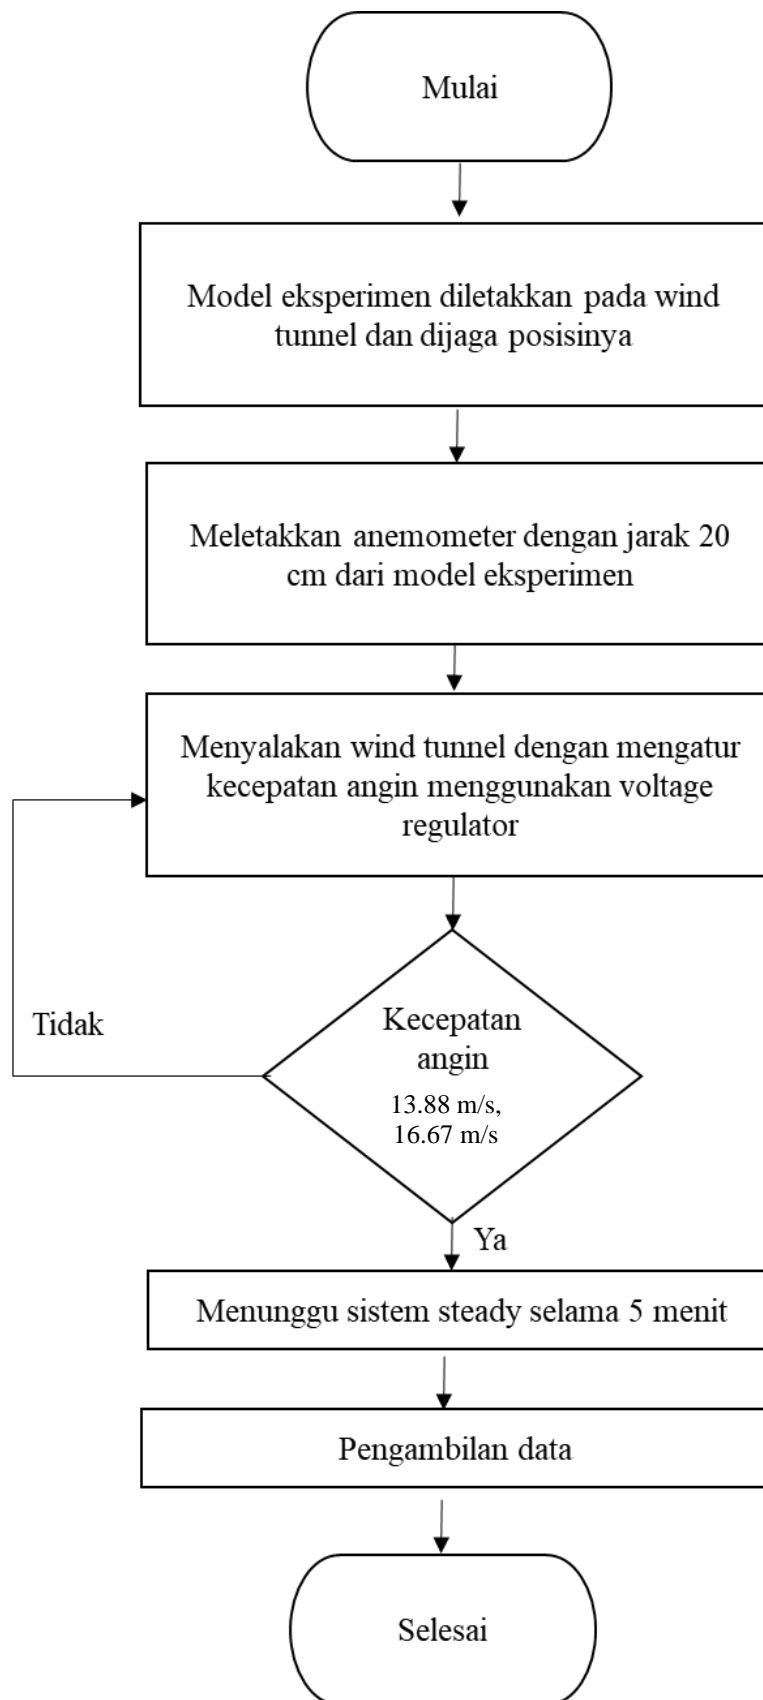 Mulai
Model eksperimen diletakkan pada wind
tunnel dan dijaga posisinya
Meletakkan anemometer dengan jarak 20
cm dari model eksperimen
Menyalakan wind tunnel dengan mengatur
kecepatan angin menggunakan voltage
regulator
Tidak
Kecepatan
angin
13.88 m/s,
16.67 m/s
Ya
Menunggu sistem steady selama 5 menit
Pengambilan data
Selesai